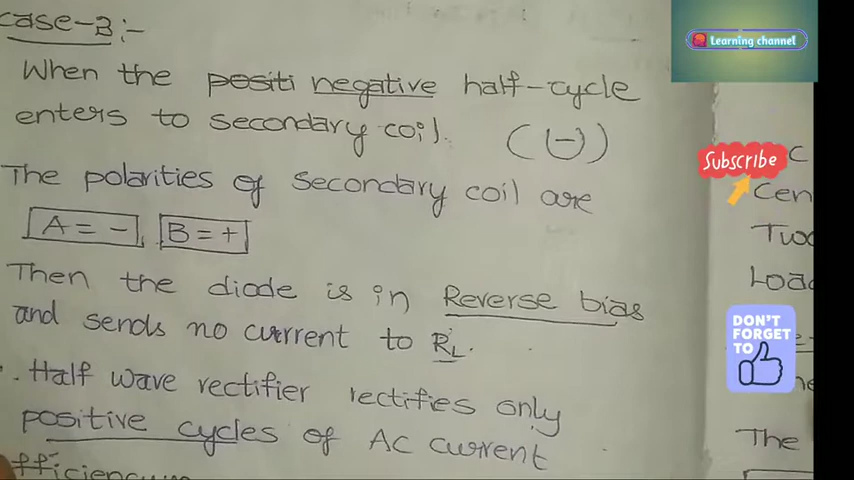 Case-B:-
When the positi negative half-cycle
enters to secondary coil. (-)
The polarities of secondary coil are
A = - B = +
Then the diode is in Reverse bias
and sends no current to RL.
∴ Half wave rectifier rectifies only
positive cycles of AC current
Efficiency
Learning channel
Subscribe
Cen
Two
Load
DON'T
FORGET
TO
The